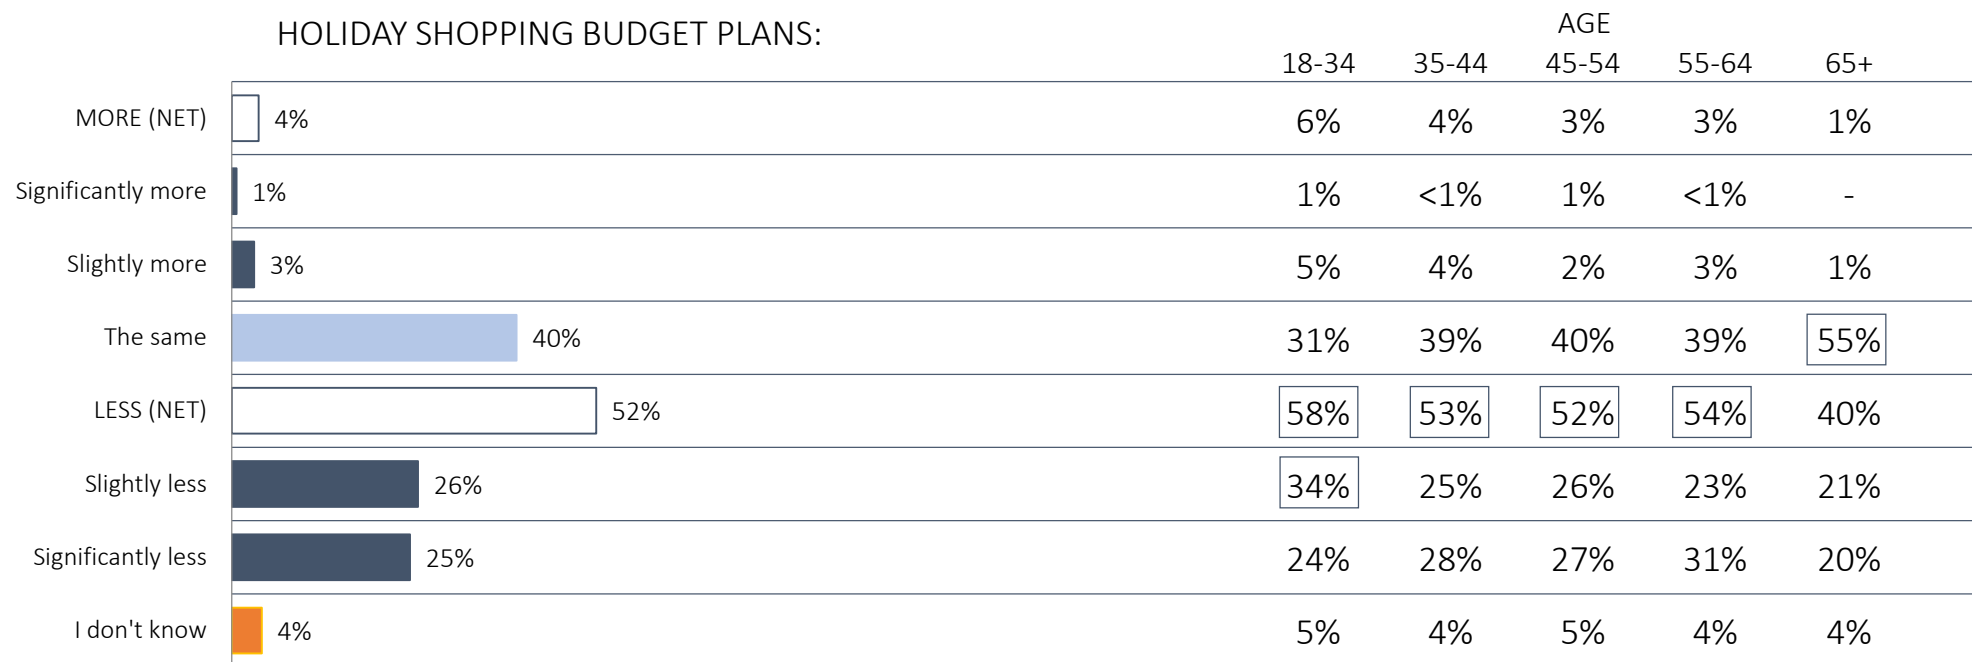 HOLIDAY SHOPPING BUDGET PLANS:
AGE
18-34 35-44 45-54 55-64 65+
MORE (NET) 4% 6% 4% 3% 3% 1%
Significantly more 1% 1% <1% 1% <1% -
Slightly more 3% 5% 4% 2% 3% 1%
The same 40% 31% 39% 40% 39% 55%
LESS (NET) 52% 58% 53% 52% 54% 40%
Slightly less 26% 34% 25% 26% 23% 21%
Significantly less 25% 24% 28% 27% 31% 20%
I don't know 4% 5% 4% 5% 4% 4%